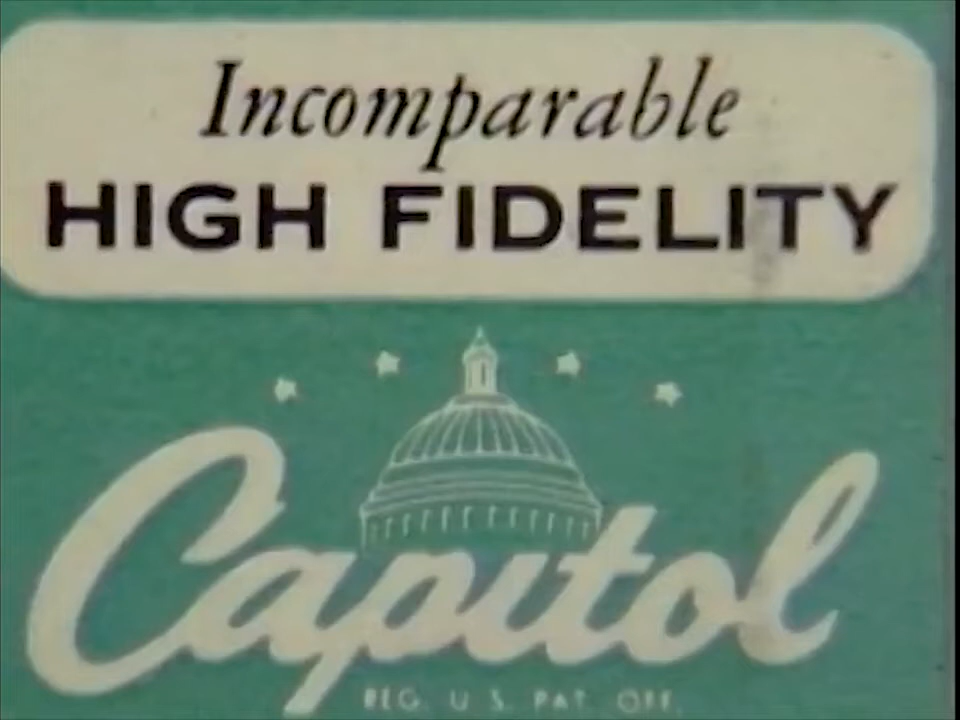 Incomparable
HIGH FIDELITY
Capitol
REG. U.S. PAT. OFF.